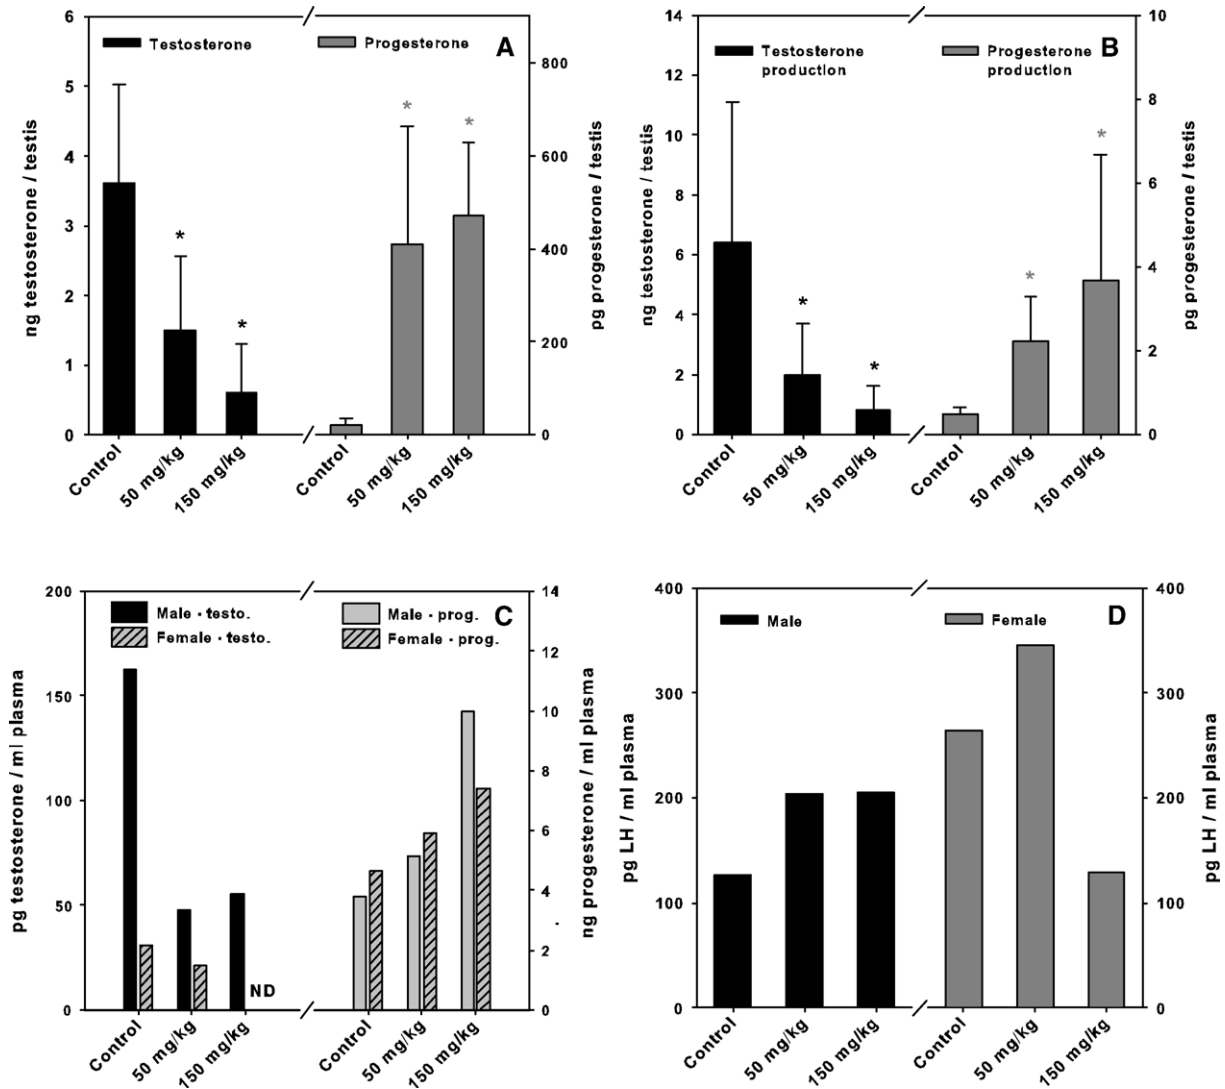 6
5
4
3
2
1
0
ng testosterone / testis
Testosterone
Progesterone
A
800
600
400
200
0
pg progesterone / testis
*
*
*
*
Control
50 mg/kg
150 mg/kg
Control
50 mg/kg
150 mg/kg
14
12
10
8
6
4
2
0
ng testosterone / testis
Testosterone
production
Progesterone
production
B
10
8
6
4
2
0
pg progesterone / testis
*
*
*
*
Control
50 mg/kg
150 mg/kg
Control
50 mg/kg
150 mg/kg
200
150
100
50
0
pg testosterone / ml plasma
Male - testo.
Female - testo.
Male - prog.
Female - prog.
C
14
12
10
8
6
4
2
0
ng progesterone / ml plasma
ND
Control
50 mg/kg
150 mg/kg
Control
50 mg/kg
150 mg/kg
400
300
200
100
0
pg LH / ml plasma
Male
Female
D
400
300
200
100
0
pg LH / ml plasma
Control
50 mg/kg
150 mg/kg
Control
50 mg/kg
150 mg/kg